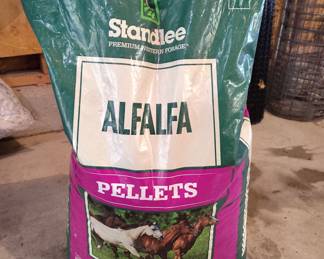 Standlee
PREMIUM WESTERN FORAGE
ALFALFA
PELLETS